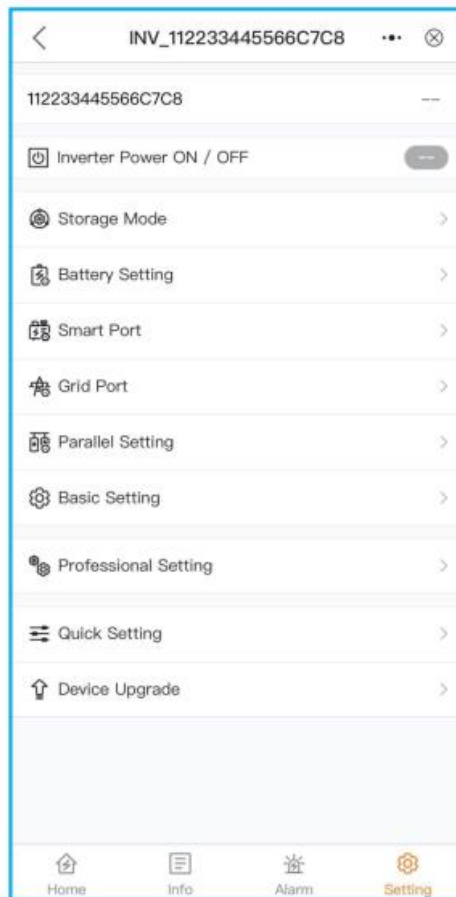 INV_112233445566C7C8
112233445566C7C8 --
Inverter Power ON / OFF --
Storage Mode
Battery Setting
Smart Port
Grid Port
Parallel Setting
Basic Setting
Professional Setting
Quick Setting
Device Upgrade
Home Info Alarm Setting